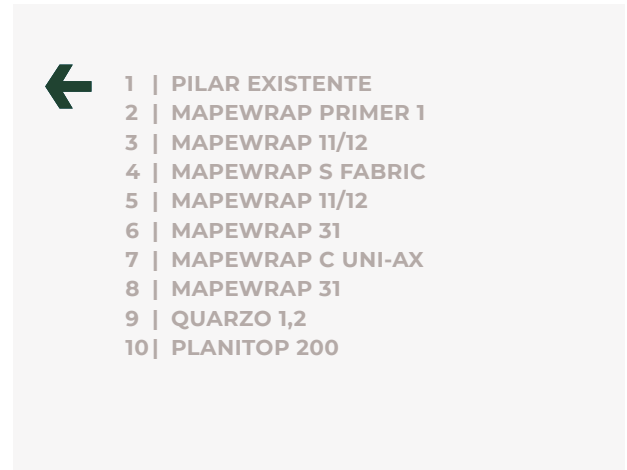 1 | PILAR EXISTENTE
2 | MAPEWRAP PRIMER 1
3 | MAPEWRAP 11/12
4 | MAPEWRAP S FABRIC
5 | MAPEWRAP 11/12
6 | MAPEWRAP 31
7 | MAPEWRAP C UNI-AX
8 | MAPEWRAP 31
9 | QUARZO 1,2
10| PLANITOP 200